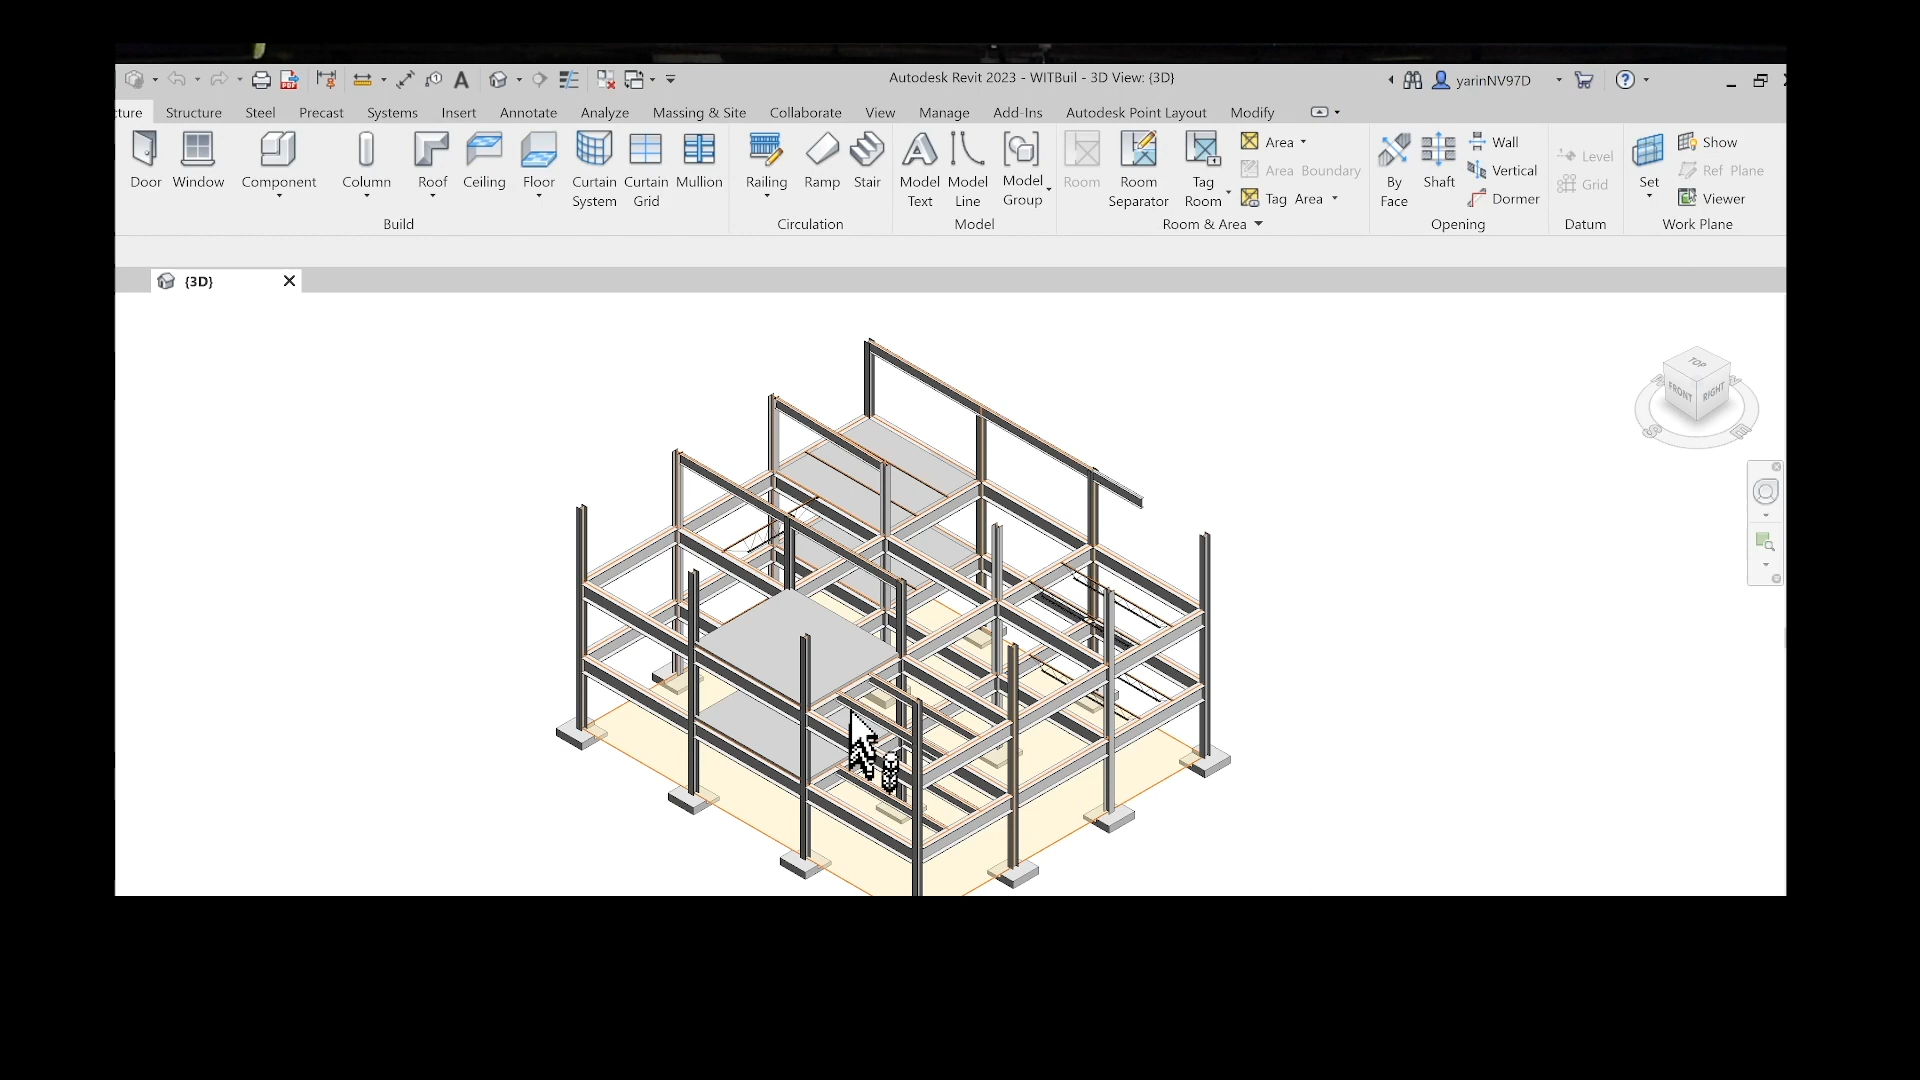 Autodesk Revit 2023 - WITBuil - 3D View: {3D}
yarinNV97D
cture Structure Steel Precast Systems Insert Annotate Analyze Massing & Site Collaborate View Manage Add-Ins Autodesk Point Layout Modify
Door
Window
Component
Column
Roof
Ceiling
Floor
Curtain
System
Curtain
Grid
Mullion
Build
Railing
Ramp
Stair
Circulation
Model
Text
Model
Line
Model
Group
Model
Room
Room
Separator
Tag
Room
Area
Area Boundary
Tag Area
Room & Area
By
Face
Shaft
Wall
Vertical
Dormer
Opening
Level
Grid
Datum
Set
Show
Ref Plane
Viewer
Work Plane
{3D}
TOP
FRONT
RIGHT
S
E